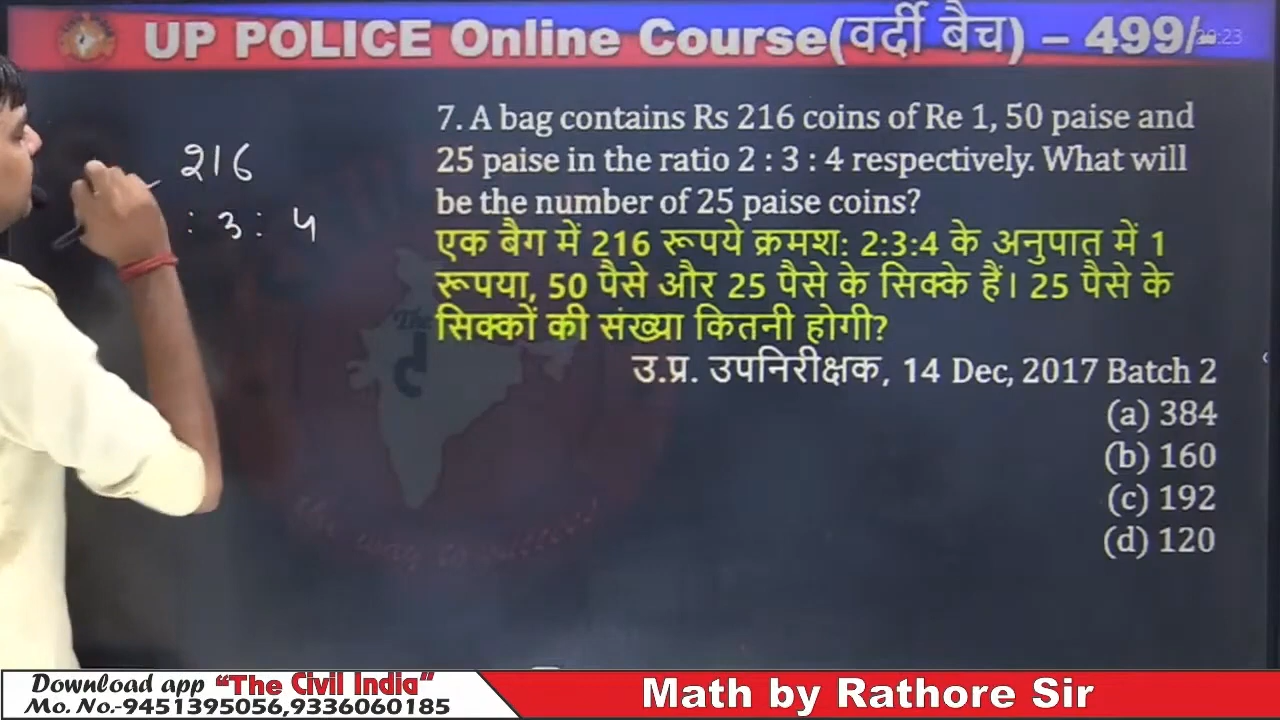 UP POLICE Online Course(वर्दी बैच) – 499/-
216
: 3 : 4
7. A bag contains Rs 216 coins of Re 1, 50 paise and
25 paise in the ratio 2 : 3 : 4 respectively. What will
be the number of 25 paise coins?
एक बैग में 216 रूपये क्रमश: 2:3:4 के अनुपात में 1
रूपया, 50 पैसे और 25 पैसे के सिक्के हैं। 25 पैसे के
सिक्कों की संख्या कितनी होगी?
उ.प्र. उपनिरीक्षक, 14 Dec, 2017 Batch 2
(a) 384
(b) 160
(c) 192
(d) 120
Download app "The Civil India"
Mo. No.-9451395056,9336060185
Math by Rathore Sir